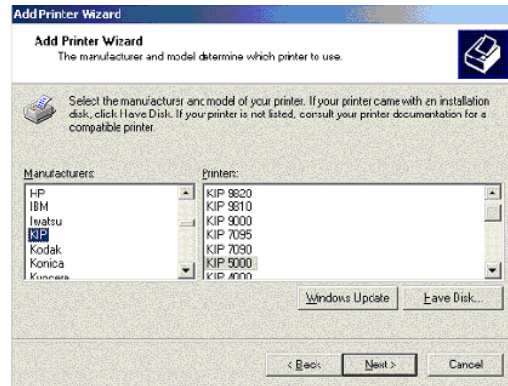 Add Printer Wizard
Add Printer Wizard
The manufacturer and model determine which printer to use.
Select the manufacturer and model of your printer. If your printer came with an installation
disk, click Have Disk. If your printer is not listed, consult your printer documentation for a
compatible printer.
Manufacturers:
HP
IBM
Iwatsu
KIP
Kodak
Konica
Kyocera
Printers:
KIP 9820
KIP 9810
KIP 9000
KIP 7095
KIP 7090
KIP 5000
KIP 4000
Windows Update
Have Disk...
< Back
Next >
Cancel